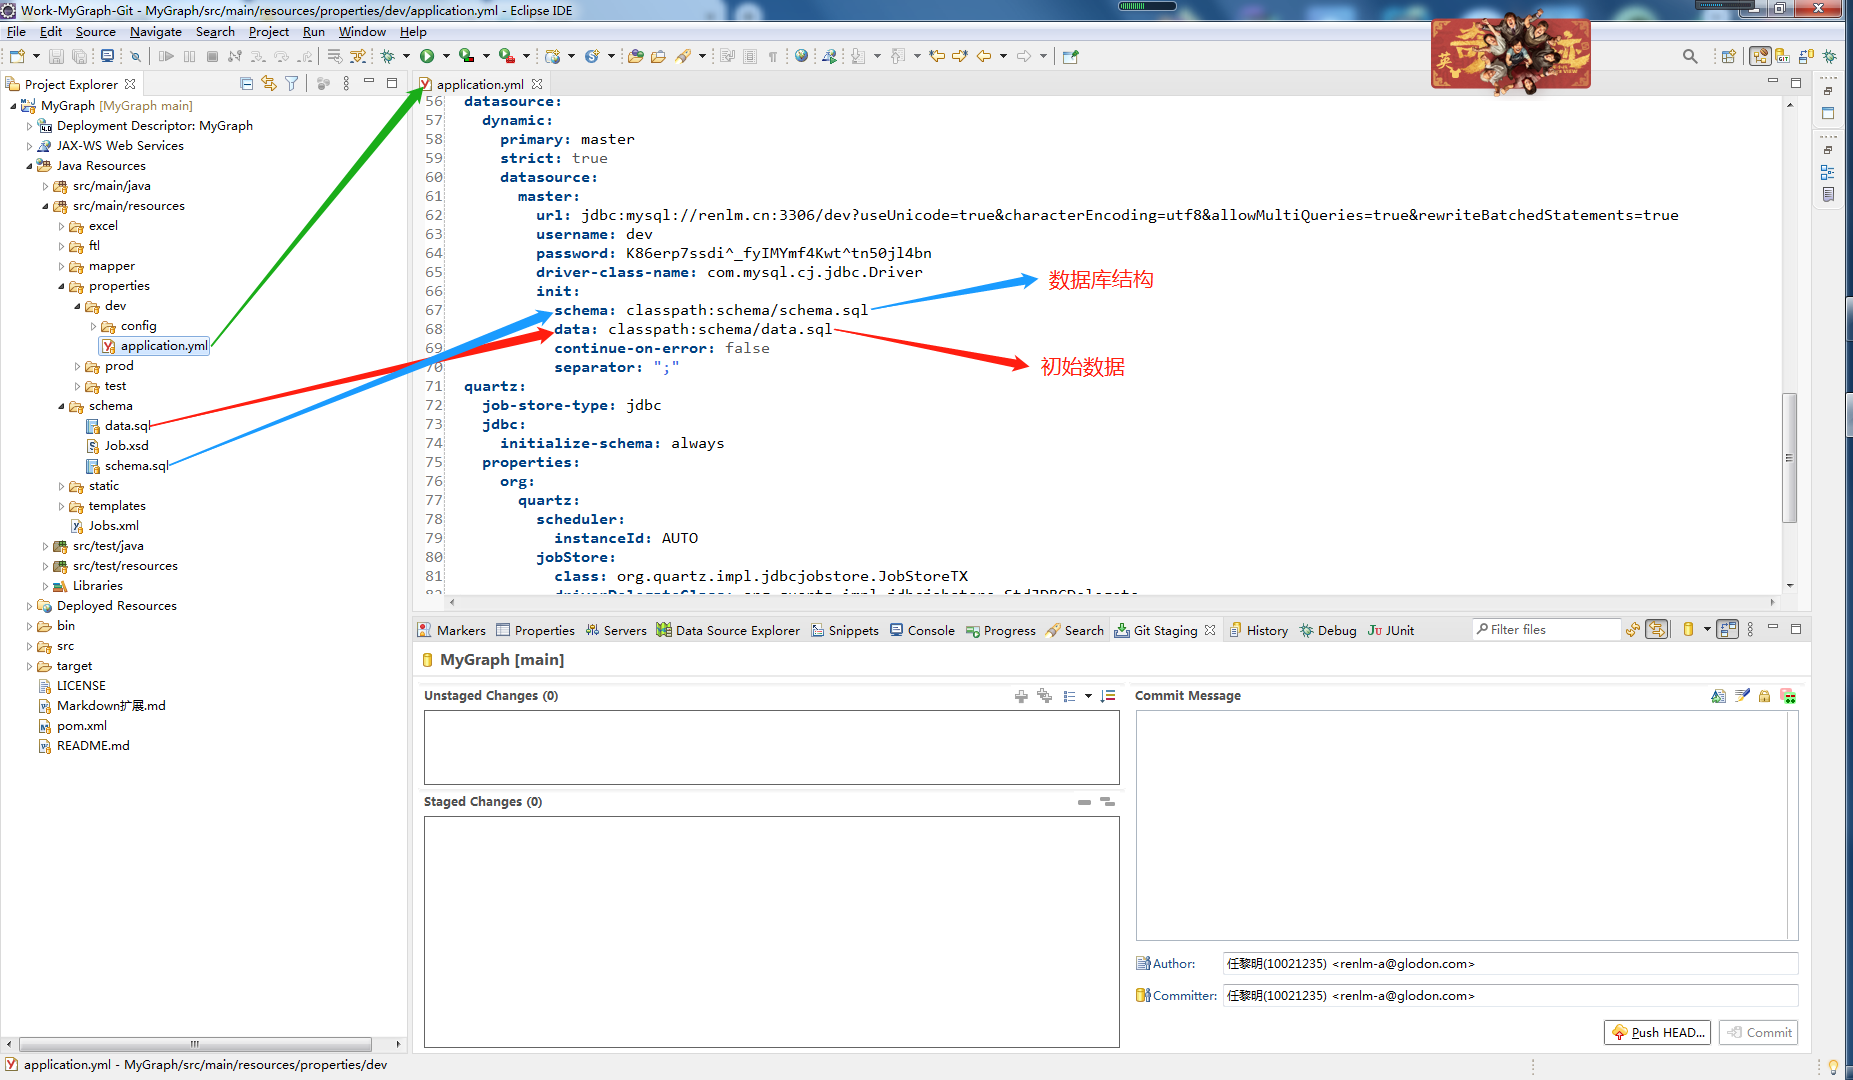 Work-MyGraph-Git - MyGraph/src/main/resources/properties/dev/application.yml - Eclipse IDE
File Edit Source Navigate Search Project Run Window Help
Project Explorer
MyGraph [MyGraph main]
Deployment Descriptor: MyGraph
JAX-WS Web Services
Java Resources
src/main/java
src/main/resources
excel
ftl
mapper
properties
dev
config
application.yml
prod
test
schema
data.sql
Job.xsd
schema.sql
static
templates
Jobs.xml
src/test/java
src/test/resources
Libraries
Deployed Resources
bin
src
target
LICENSE
Markdown扩展.md
pom.xml
README.md
application.yml
56 datasource:
57 dynamic:
58 primary: master
59 strict: true
60 datasource:
61 master:
62 url: jdbc:mysql://renlm.cn:3306/dev?useUnicode=true&characterEncoding=utf8&allowMultiQueries=true&rewriteBatchedStatements=true
63 username: dev
64 password: K86erp7ssdi^_fyIMYmf4Kwt^tn50jl4bn
65 driver-class-name: com.mysql.cj.jdbc.Driver
66 init:
67 schema: classpath:schema/schema.sql
68 data: classpath:schema/data.sql
69 continue-on-error: false
70 separator: ";"
71 quartz:
72 job-store-type: jdbc
73 jdbc:
74 initialize-schema: always
75 properties:
76 org:
77 quartz:
78 scheduler:
79 instanceId: AUTO
80 jobStore:
81 class: org.quartz.impl.jdbcjobstore.JobStoreTX
82 driverDelegateClass: org.quartz.impl.jdbcjobstore.StdJDBCDelegate
数据库结构
初始数据
Markers Properties Servers Data Source Explorer Snippets Console Progress Search Git Staging History Debug JUnit
Filter files
MyGraph [main]
Unstaged Changes (0)
Staged Changes (0)
Commit Message
Author: 任黎明(10021235) <renlm-a@glodon.com>
Committer: 任黎明(10021235) <renlm-a@glodon.com>
Push HEAD... Commit
application.yml - MyGraph/src/main/resources/properties/dev